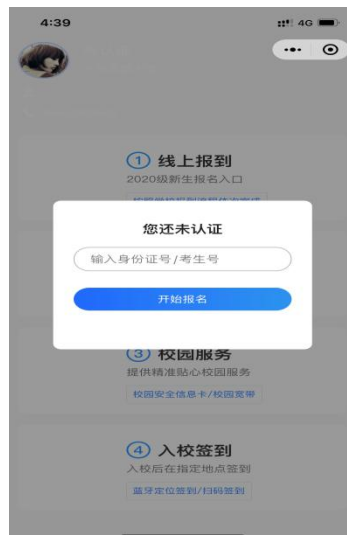 4:39
4G
① 线上报到
2020级新生报名入口
您还未认证
输入身份证号/考生号
开始报名
③ 校园服务
提供精准贴心校园服务
校园安全信息卡/校园宽带
④ 入校签到
入校后在指定地点签到
蓝牙定位签到/扫码签到